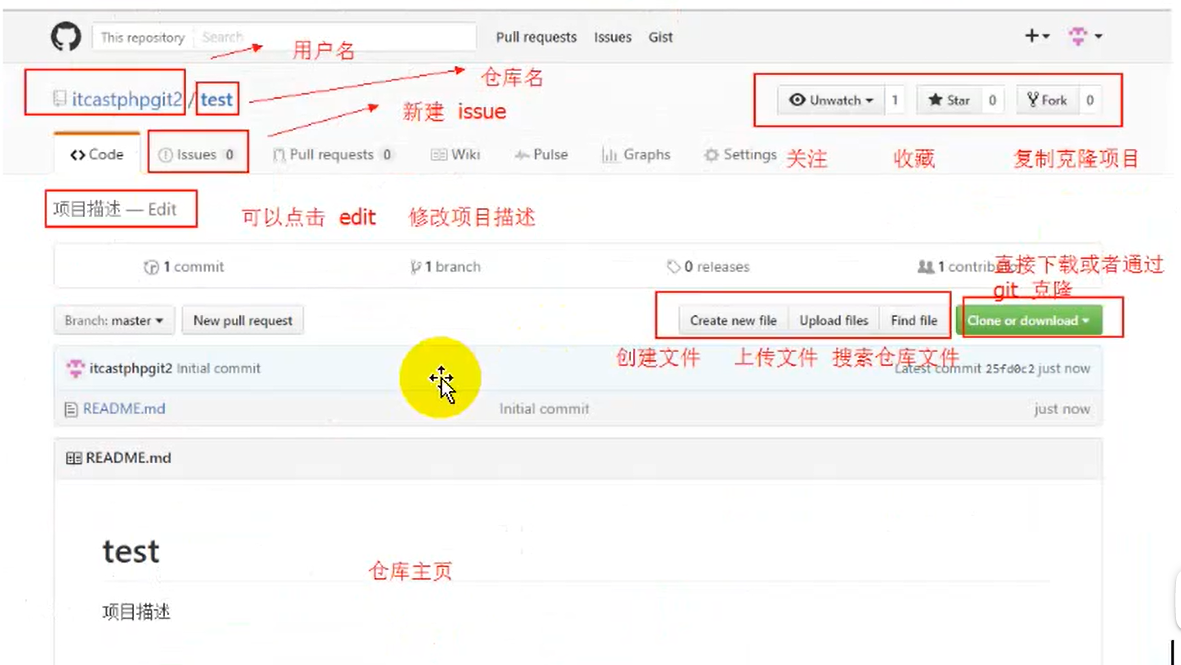 This repository Search Pull requests Issues Gist
用户名
itcastphpgit2 / test
仓库名
Unwatch 1 Star 0 Fork 0
新建 issue
Code Issues 0 Pull requests 0 Wiki Pulse Graphs Settings
关注 收藏 复制克隆项目
项目描述 — Edit
可以点击 edit 修改项目描述
1 commit 1 branch 0 releases 1
直接下载或者通过
git 克隆
Branch: master New pull request Create new file Upload files Find file Clone or download
创建文件 上传文件 搜索仓库文件
itcastphpgit2 Initial commit Latest commit 25fd0c2 just now
README.md Initial commit just now
README.md
test
仓库主页
项目描述